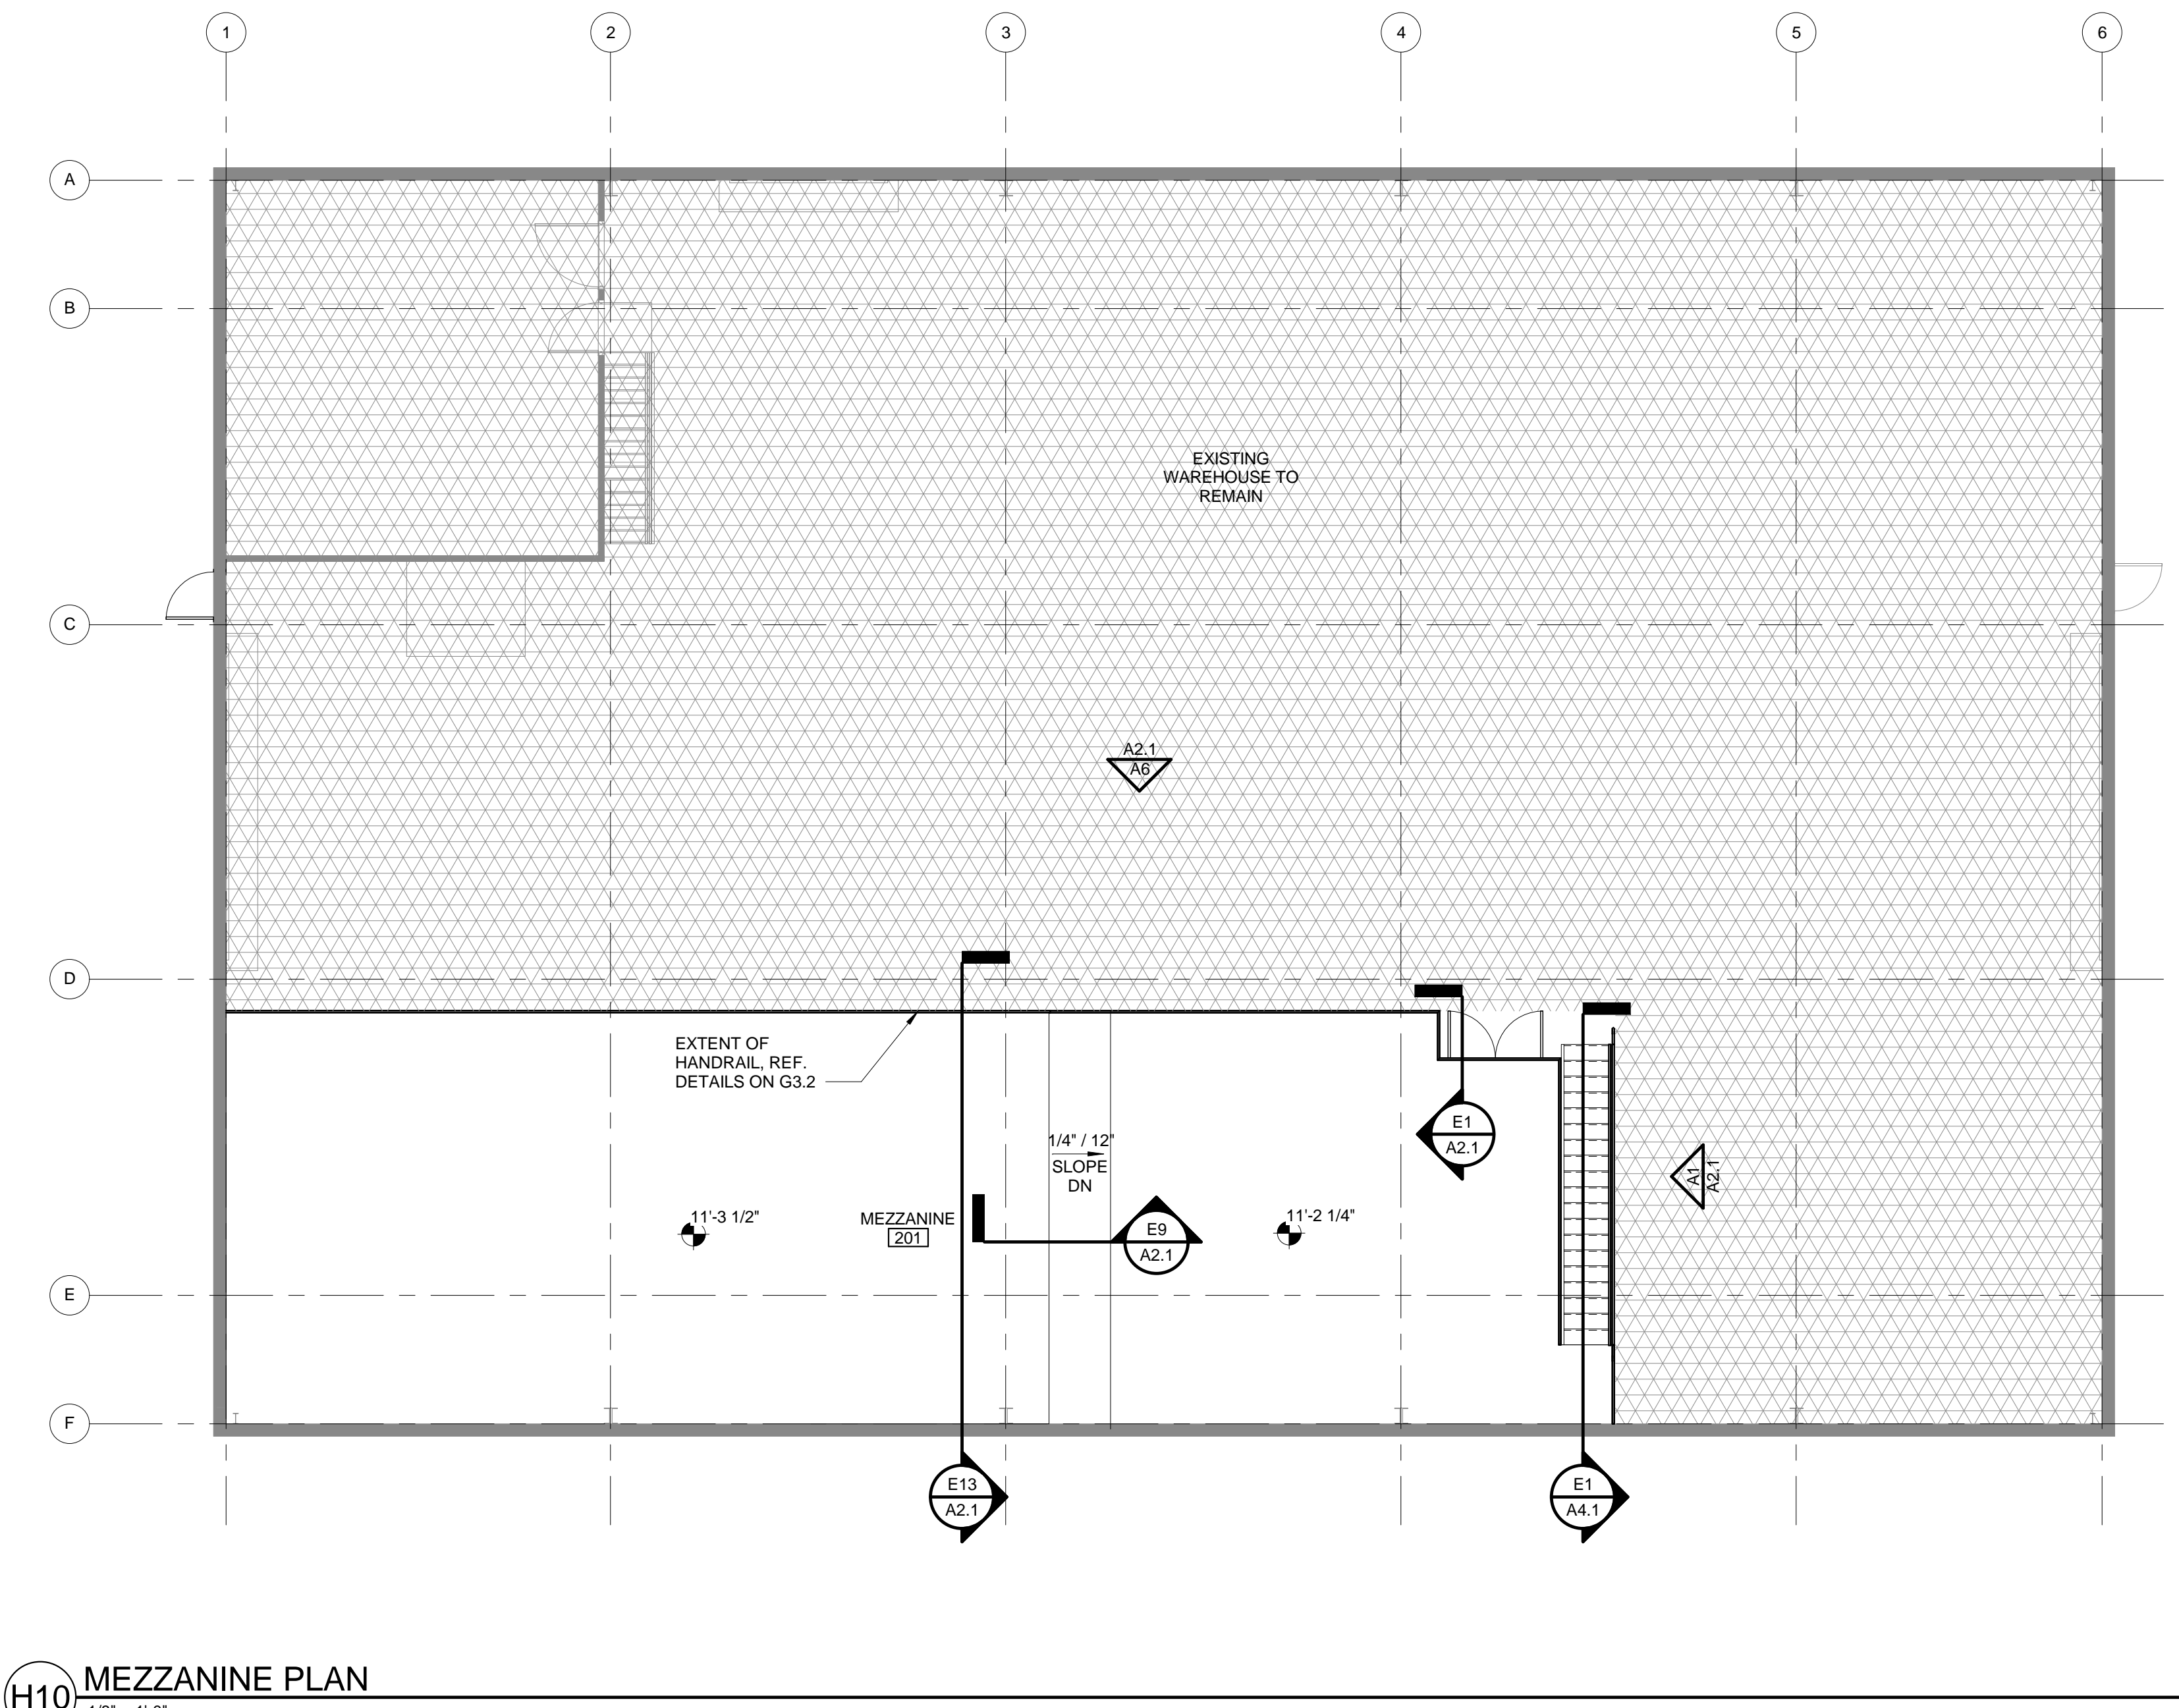 1
2
3
4
5
6
A
B
C
D
E
F
EXISTING
WAREHOUSE TO
REMAIN
A2.1
A6
EXTENT OF
HANDRAIL, REF.
DETAILS ON G3.2
1/4" / 12"
SLOPE
DN
E1
A2.1
A1
A2.1
11'-3 1/2"
MEZZANINE
201
E9
A2.1
11'-2 1/4"
E13
A2.1
E1
A4.1
H10
MEZZANINE PLAN